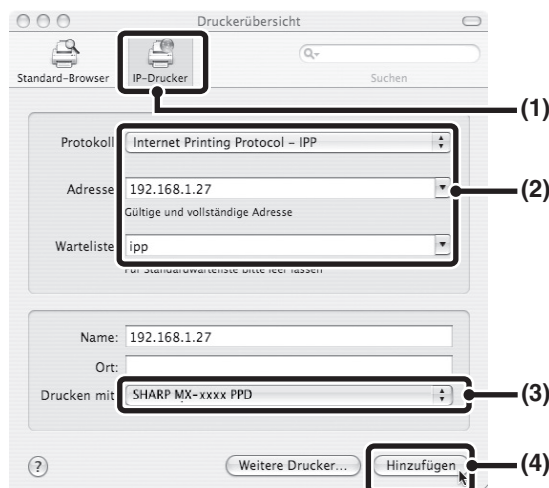 Druckerübersicht
Standard-Browser
IP-Drucker
Suchen
(1)
Protokoll
Internet Printing Protocol – IPP
Adresse
192.168.1.27
(2)
Gültige und vollständige Adresse
Warteliste
ipp
Für Standardwarteliste bitte leer lassen
Name:
192.168.1.27
Ort:
Drucken mit
SHARP MX-xxxx PPD
(3)
?
Weitere Drucker...
Hinzufügen
(4)